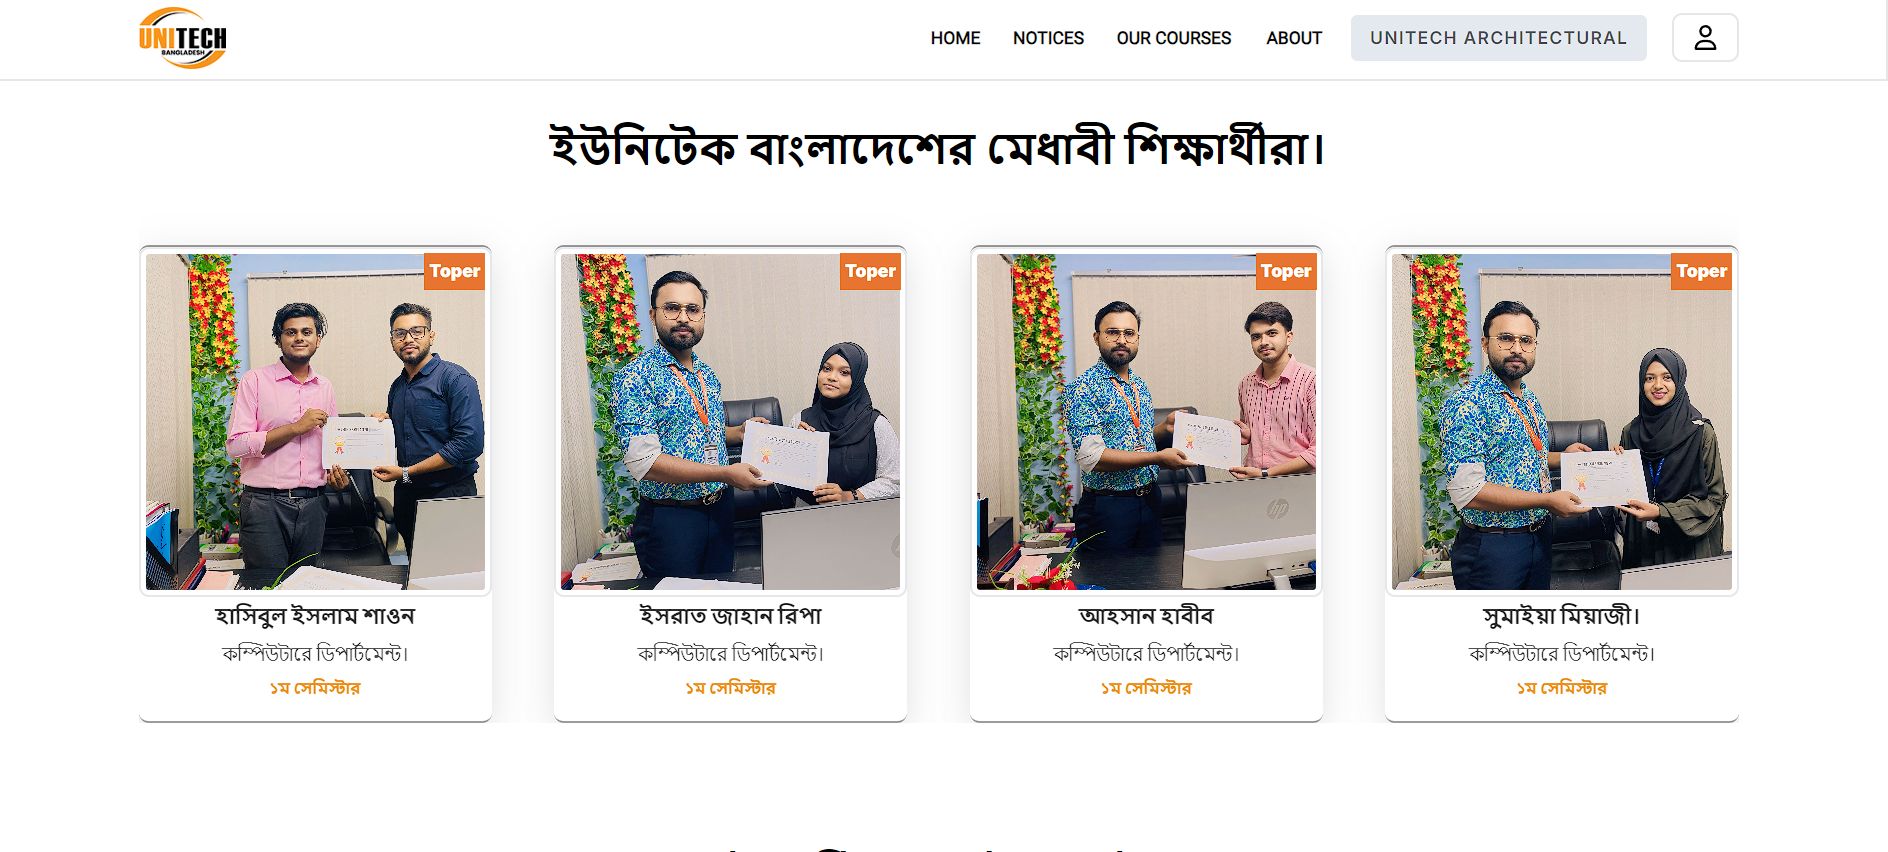 UNITECH
BANGLADESH
HOME
NOTICES
OUR COURSES
ABOUT
UNITECH ARCHITECTURAL
ইউনিটেক বাংলাদেশের মেধাবী শিক্ষার্থীরা।
Toper
Toper
Toper
Toper
hp
হাসিবুল ইসলাম শাওন
কম্পিউটারে ডিপার্টমেন্ট।
১ম সেমিস্টার
ইসরাত জাহান রিপা
কম্পিউটারে ডিপার্টমেন্ট।
১ম সেমিস্টার
আহসান হাবীব
কম্পিউটারে ডিপার্টমেন্ট।
১ম সেমিস্টার
সুমাইয়া মিয়াজী।
কম্পিউটারে ডিপার্টমেন্ট।
১ম সেমিস্টার